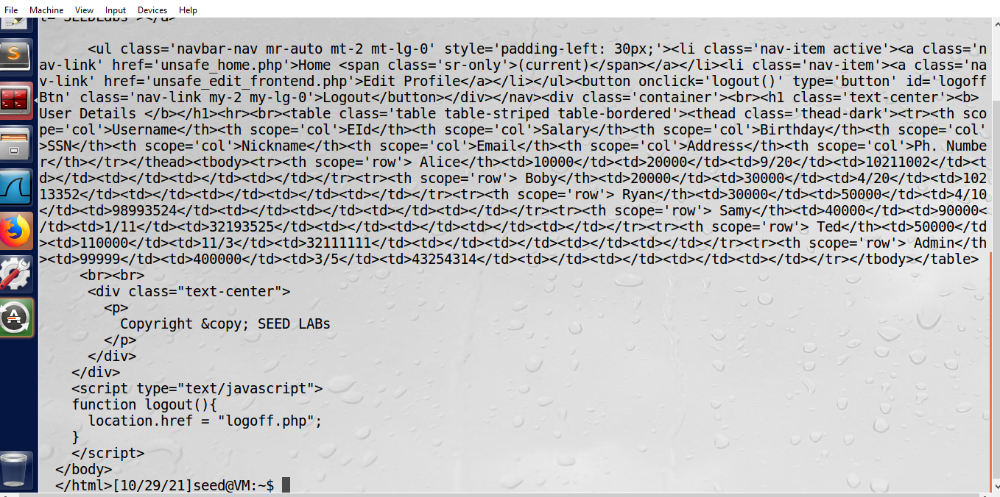 File Machine View Input Devices Help
t='SEEDLabs'></a>
<ul class='navbar-nav mr-auto mt-2 mt-lg-0' style='padding-left: 30px;'><li class='nav-item active'><a class='n
av-link' href='unsafe_home.php'>Home <span class='sr-only'>(current)</span></a></li><li class='nav-item'><a class='na
v-link' href='unsafe_edit_frontend.php'>Edit Profile</a></li></ul><button onclick='logout()' type='button' id='logoff
Btn' class='nav-link my-2 my-lg-0'>Logout</button></div></nav><div class='container'><br><h1 class='text-center'><b>
User Details </b></h1><hr><br><table class='table table-striped table-bordered'><thead class='thead-dark'><tr><th sco
pe='col'>Username</th><th scope='col'>EId</th><th scope='col'>Salary</th><th scope='col'>Birthday</th><th scope='col'
>SSN</th><th scope='col'>Nickname</th><th scope='col'>Email</th><th scope='col'>Address</th><th scope='col'>Ph. Numbe
r</th></tr></thead><tbody><tr><th scope='row'> Alice</th><td>10000</td><td>20000</td><td>9/20</td><td>10211002</td><t
d></td><td></td><td></td><td></td></tr><tr><th scope='row'> Boby</th><td>20000</td><td>30000</td><td>4/20</td><td>102
13352</td><td></td><td></td><td></td><td></td></tr><tr><th scope='row'> Ryan</th><td>30000</td><td>50000</td><td>4/10
</td><td>98993524</td><td></td><td></td><td></td><td></td></tr><tr><th scope='row'> Samy</th><td>40000</td><td>90000<
/td><td>1/11</td><td>32193525</td><td></td><td></td><td></td><td></td></tr><tr><th scope='row'> Ted</th><td>50000</td
><td>110000</td><td>11/3</td><td>32111111</td><td></td><td></td><td></td><td></td></tr><tr><th scope='row'> Admin</th
><td>99999</td><td>400000</td><td>3/5</td><td>43254314</td><td></td><td></td><td></td><td></td></tr></tbody></table>
<br><br>
<div class="text-center">
<p>
Copyright &copy; SEED LABs
</p>
</div>
</div>
<script type="text/javascript">
function logout(){
location.href = "logoff.php";
}
</script>
</body>
</html>[10/29/21]seed@VM:~$